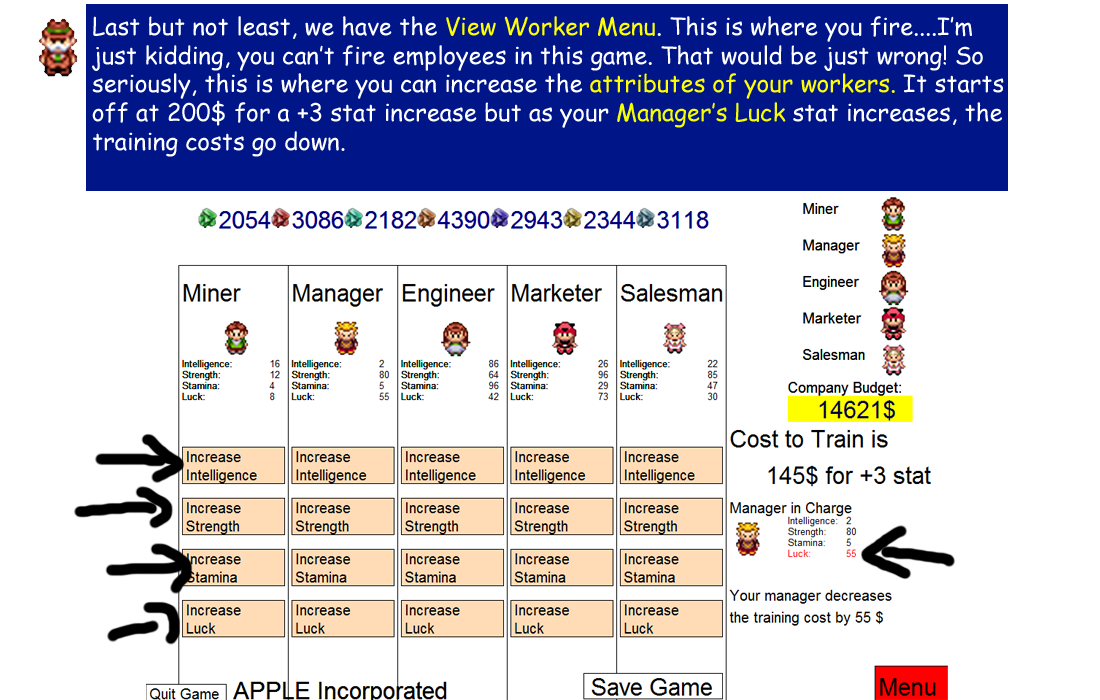 Last but not least, we have the View Worker Menu. This is where you fire....I'm
just kidding, you can't fire employees in this game. That would be just wrong! So
seriously, this is where you can increase the attributes of your workers. It starts
off at 200$ for a +3 stat increase but as your Manager's Luck stat increases, the
training costs go down.
2054 3086 2182 4390 2943 2344 3118
Miner
Manager
Engineer
Marketer
Salesman
Company Budget:
14621$
Miner Manager Engineer Marketer Salesman
Intelligence: 16 Intelligence: 2 Intelligence: 86 Intelligence: 26 Intelligence: 22
Strength: 12 Strength: 80 Strength: 64 Strength: 96 Strength: 85
Stamina: 4 Stamina: 5 Stamina: 96 Stamina: 29 Stamina: 47
Luck: 8 Luck: 55 Luck: 42 Luck: 73 Luck: 30
Increase Increase Increase Increase Increase
Intelligence Intelligence Intelligence Intelligence Intelligence
Increase Increase Increase Increase Increase
Strength Strength Strength Strength Strength
Increase Increase Increase Increase Increase
Stamina Stamina Stamina Stamina Stamina
Increase Increase Increase Increase Increase
Luck Luck Luck Luck Luck
Cost to Train is
145$ for +3 stat
Manager in Charge
Intelligence: 2
Strength: 80
Stamina: 5
Luck: 55
Your manager decreases
the training cost by 55 $
Quit Game APPLE Incorporated Save Game Menu